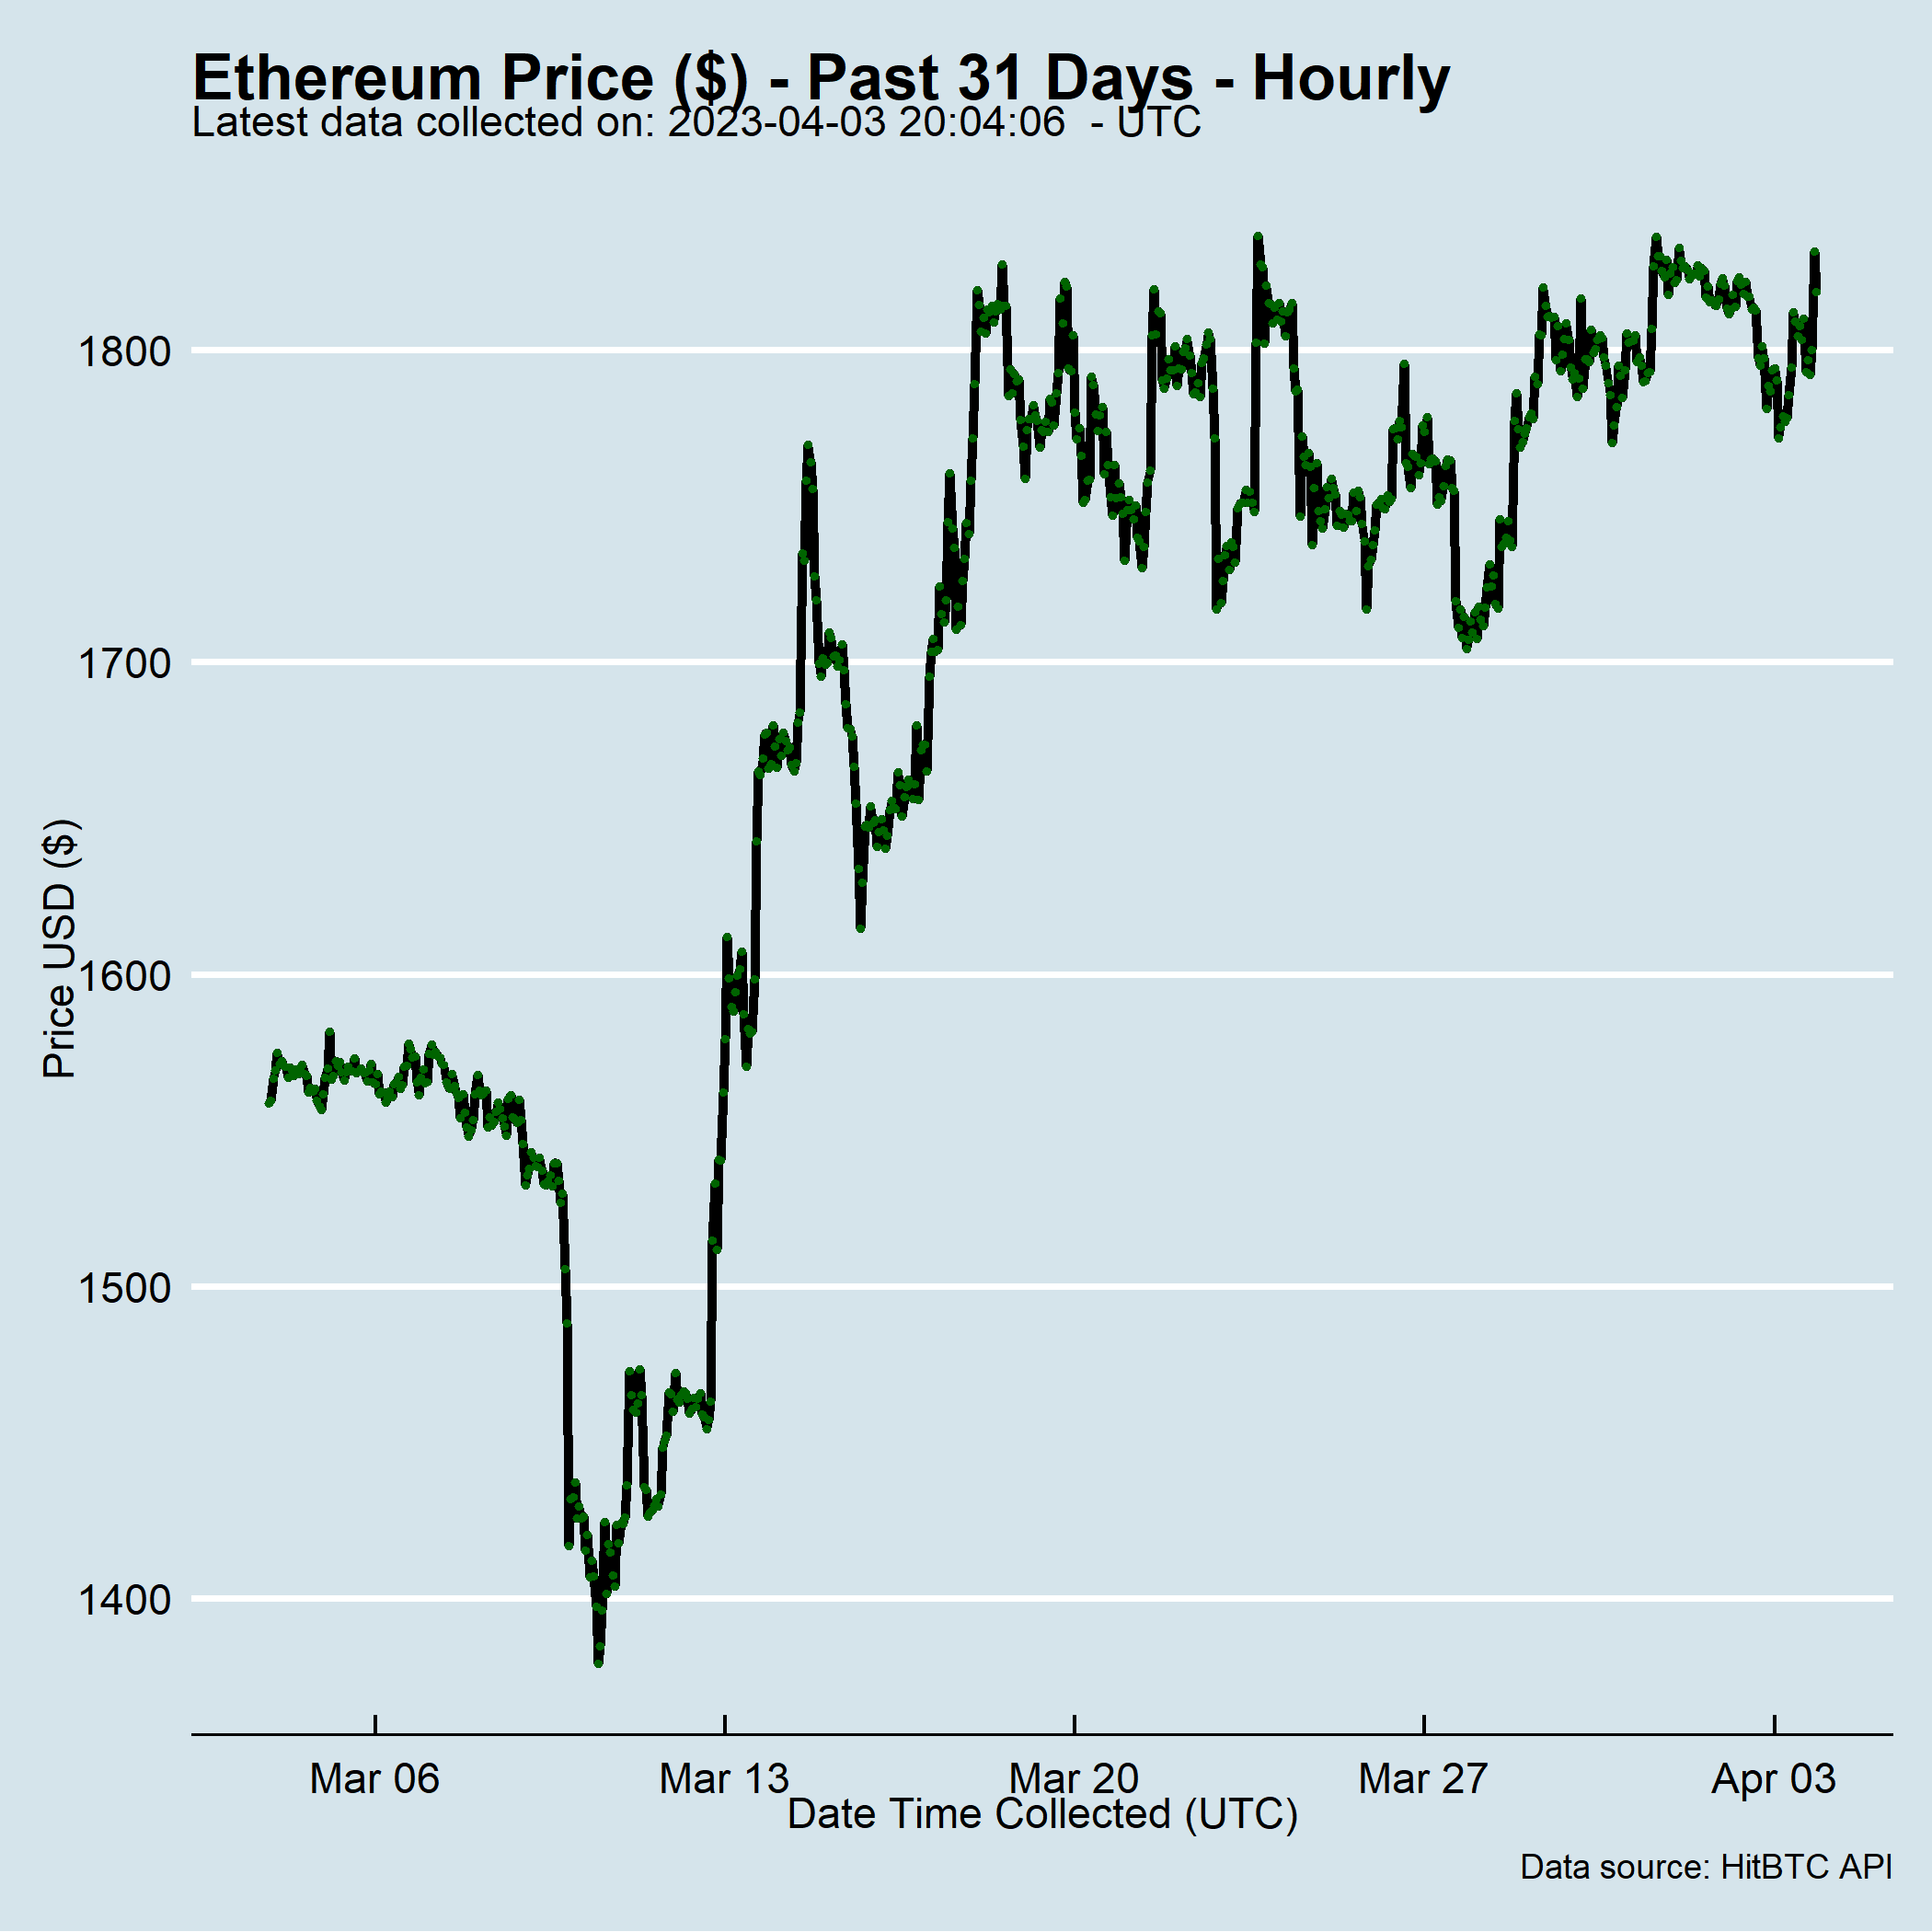 Ethereum Price ($) - Past 31 Days - Hourly
Latest data collected on: 2023-04-03 20:04:06  - UTC
Price USD ($)
1800
1700
1600
1500
1400
Mar 06
Mar 13
Mar 20
Mar 27
Apr 03
Date Time Collected (UTC)
Data source: HitBTC API